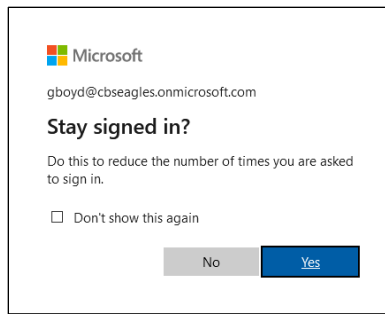 Microsoft
gboyd@cbseagles.onmicrosoft.com
Stay signed in?
Do this to reduce the number of times you are asked
to sign in.
Don't show this again
No
Yes